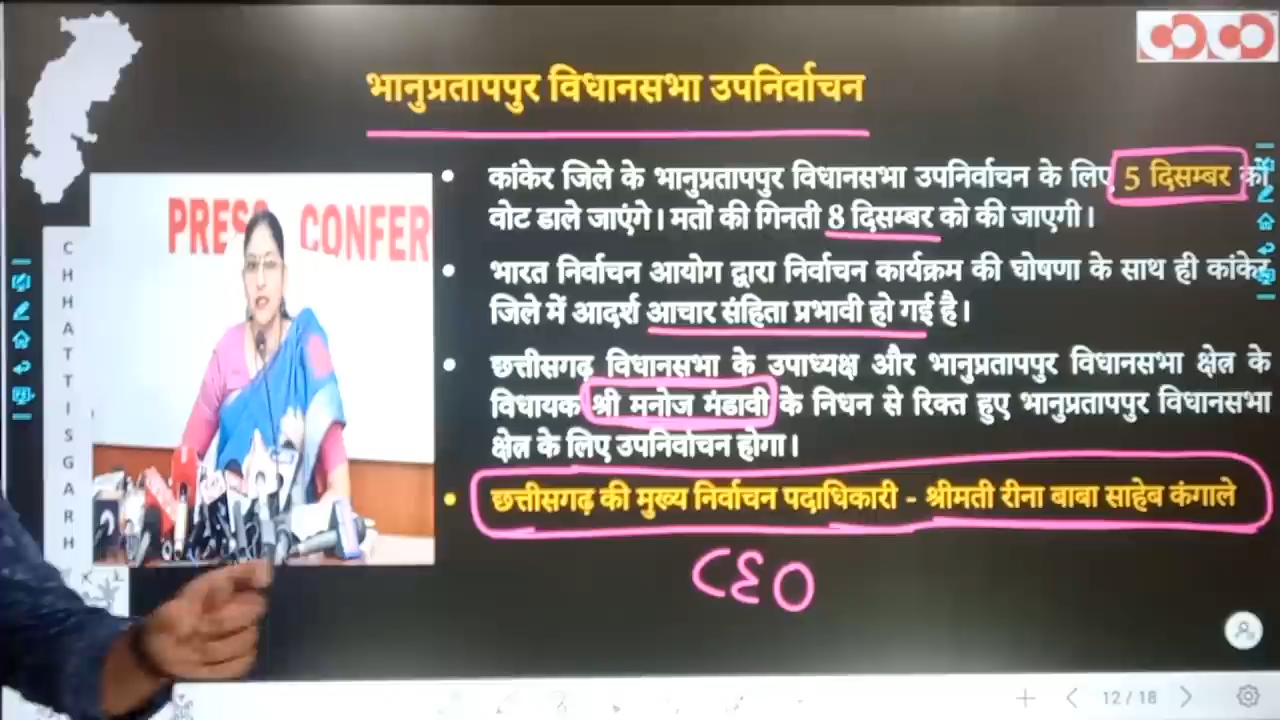 भानुप्रतापपुर विधानसभा उपनिर्वाचन
PRESS CONFER
CHHATTISGARH
• कांकेर जिले के भानुप्रतापपुर विधानसभा उपनिर्वाचन के लिए 5 दिसम्बर को
वोट डाले जाएंगे। मतों की गिनती 8 दिसम्बर को की जाएगी।
• भारत निर्वाचन आयोग द्वारा निर्वाचन कार्यक्रम की घोषणा के साथ ही कांकेर
जिले में आदर्श आचार संहिता प्रभावी हो गई है।
• छत्तीसगढ़ विधानसभा के उपाध्यक्ष और भानुप्रतापपुर विधानसभा क्षेत्र के
विधायक श्री मनोज मंडावी के निधन से रिक्त हुए भानुप्रतापपुर विधानसभा
क्षेत्र के लिए उपनिर्वाचन होगा।
• छत्तीसगढ़ की मुख्य निर्वाचन पदाधिकारी - श्रीमती रीना बाबा साहेब कंगाले
CEO
12/18